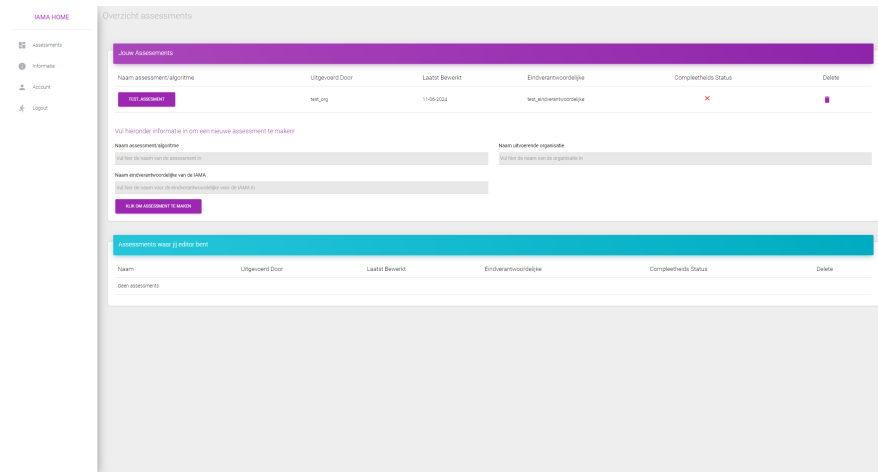 IAMA HOME
Assessments
Informatie
Account
Logout
Overzicht assessments
Jouw Assessments
Naam assessment/algoritme Uitgevoerd Door Laatst Bewerkt Eindverantwoordelijke Compleetheids Status Delete
TEST_ASSESMENT test_org 11-06-2024 test_eindverantwoordelijke
Vul hieronder informatie in om een nieuwe assessment te maken!
Naam assessment/algoritme Naam uitvoerende organisatie
Vul hier de naam van de assessment in Vul hier de naam van de organisatie in
Naam eindverantwoordelijke van de IAMA
Vul hier de naam voor de eindverantwoordelijke voor de IAMA in
KLIK OM ASSESSMENT TE MAKEN
Assessments waar jij editor bent
Naam Uitgevoerd Door Laatst Bewerkt Eindverantwoordelijke Compleetheids Status Delete
Geen assessments